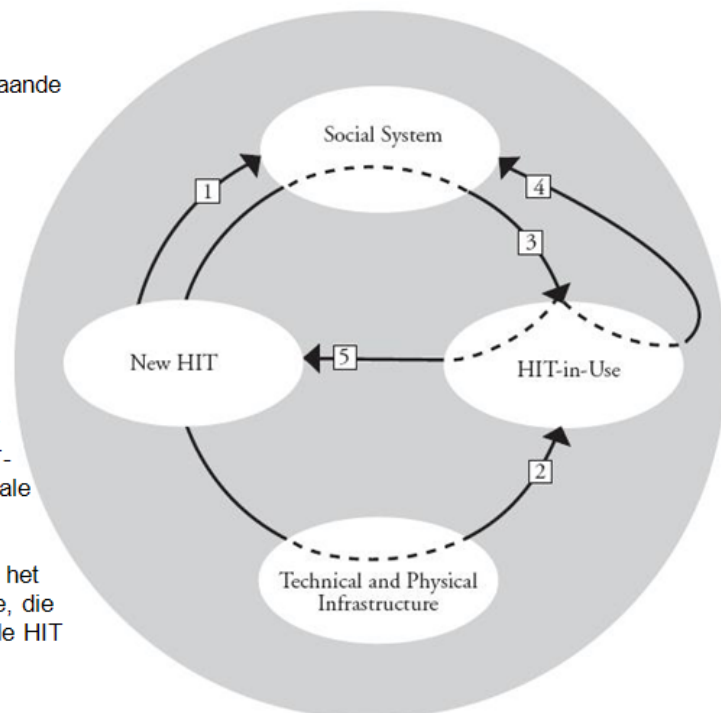 aande
ale
het
e, die
HIT
Social System
1
4
3
New HIT
5
HIT-in-Use
2
Technical and Physical
Infrastructure